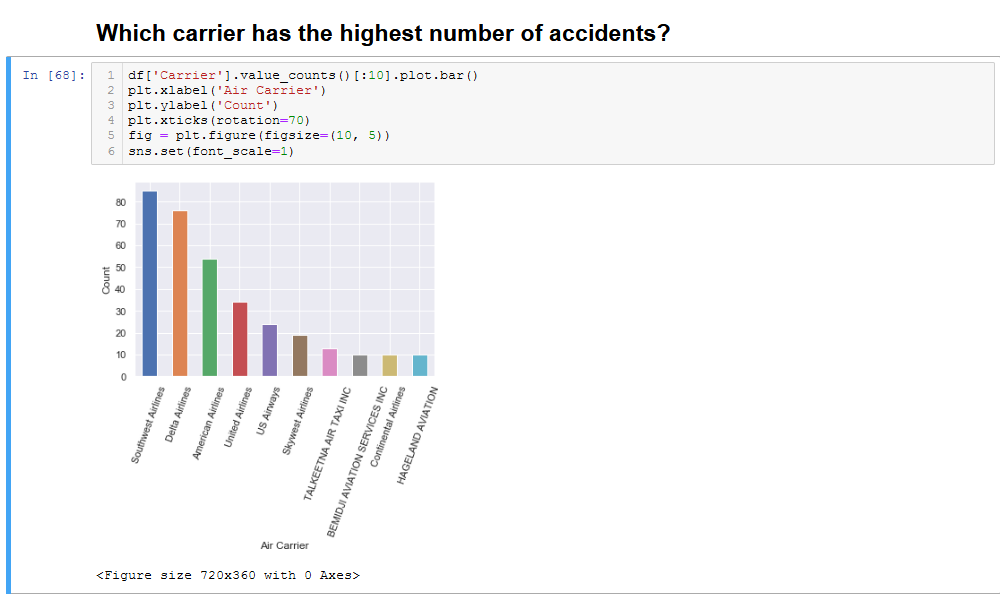 Which carrier has the highest number of accidents?
In [68]:
1 df['Carrier'].value_counts()[:10].plot.bar()
2 plt.xlabel('Air Carrier')
3 plt.ylabel('Count')
4 plt.xticks(rotation=70)
5 fig = plt.figure(figsize=(10, 5))
6 sns.set(font_scale=1)
Count
80
70
60
50
40
30
20
10
0
Southwest Airlines
Delta Airlines
American Airlines
United Airlines
US Airways
Skywest Airlines
TALKEETNA AIR TAXI INC
BEMIDJI AVIATION SERVICES INC
Continental Airlines
HAGELAND AVIATION
Air Carrier
<Figure size 720x360 with 0 Axes>